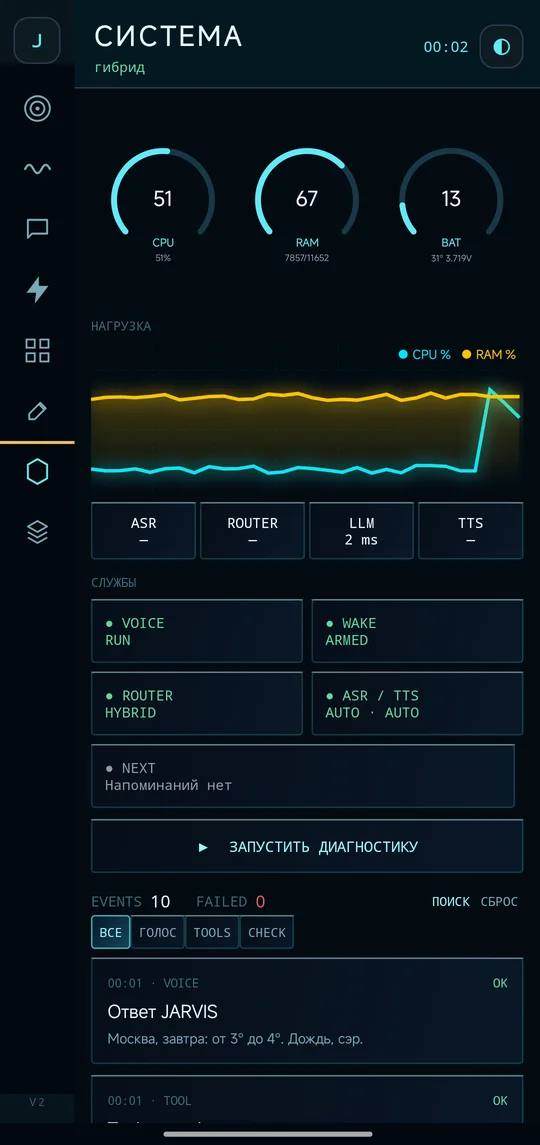 J
СИСТЕМА
гибрид
00:02
51
CPU
51%
67
RAM
7857/11652
13
BAT
31° 3.719V
НАГРУЗКА
CPU % RAM %
ASR
—
ROUTER
—
LLM
2 ms
TTS
—
СЛУЖБЫ
● VOICE
RUN
● WAKE
ARMED
● ROUTER
HYBRID
● ASR / TTS
AUTO · AUTO
● NEXT
Напоминаний нет
► ЗАПУСТИТЬ ДИАГНОСТИКУ
EVENTS 10 FAILED 0 ПОИСК СБРОС
ВСЕ ГОЛОС TOOLS CHECK
00:01 · VOICE OK
Ответ JARVIS
Москва, завтра: от 3° до 4°. Дождь, сэр.
00:01 · TOOL OK
V2